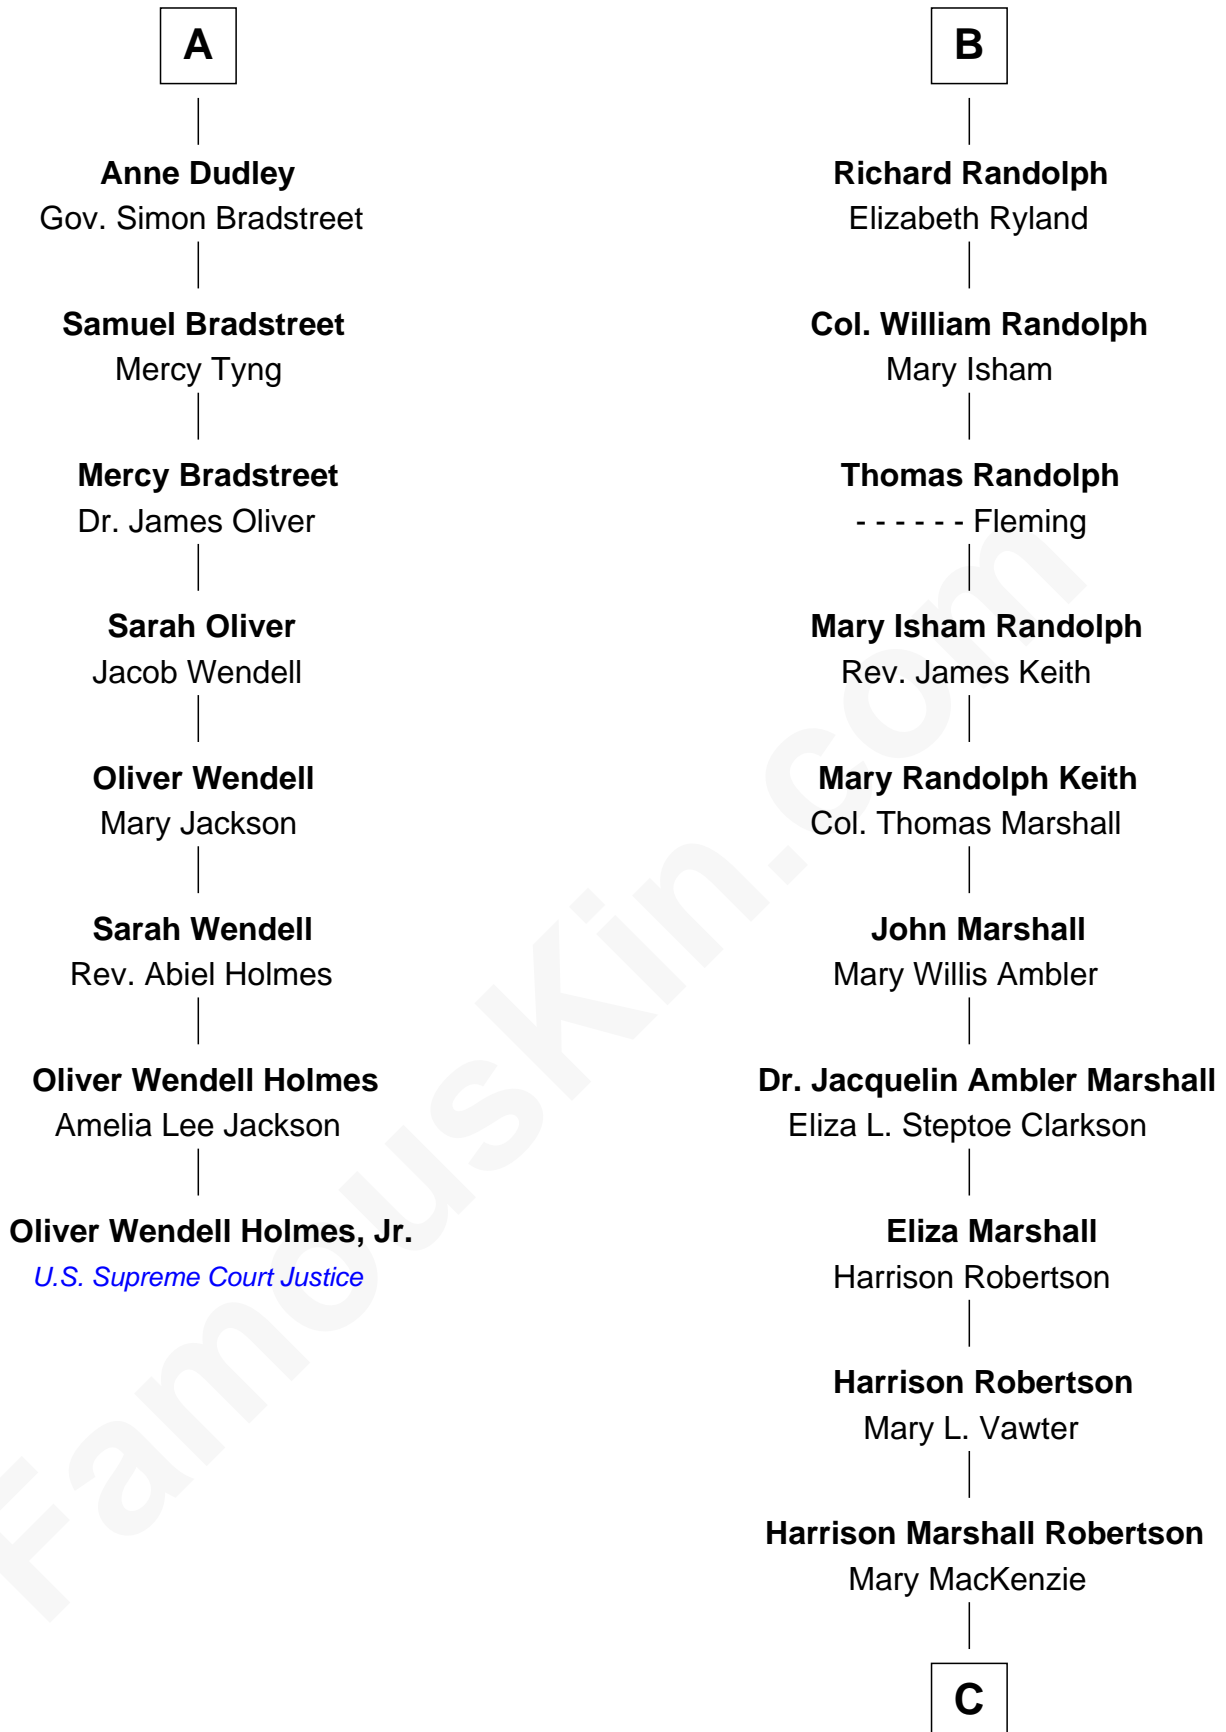 A
Anne Dudley
Gov. Simon Bradstreet
Samuel Bradstreet
Mercy Tyng
Mercy Bradstreet
Dr. James Oliver
Sarah Oliver
Jacob Wendell
Oliver Wendell
Mary Jackson
Sarah Wendell
Rev. Abiel Holmes
Oliver Wendell Holmes
Amelia Lee Jackson
Oliver Wendell Holmes, Jr.
U.S. Supreme Court Justice
B
Richard Randolph
Elizabeth Ryland
Col. William Randolph
Mary Isham
Thomas Randolph
- - - - - - Fleming
Mary Isham Randolph
Rev. James Keith
Mary Randolph Keith
Col. Thomas Marshall
John Marshall
Mary Willis Ambler
Dr. Jacquelin Ambler Marshall
Eliza L. Steptoe Clarkson
Eliza Marshall
Harrison Robertson
Harrison Robertson
Mary L. Vawter
Harrison Marshall Robertson
Mary MacKenzie
C
FamousKin.com